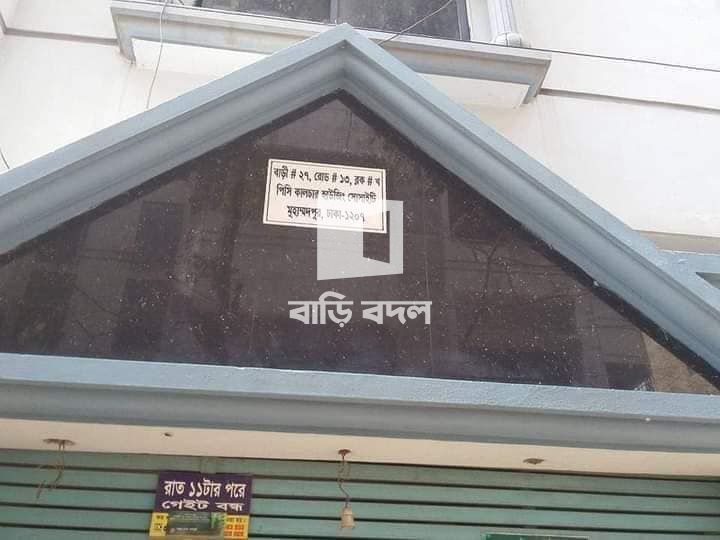 বাড়ী # ২৭, রোড # ১৩, ব্লক # খ
পিসি কালচার হাউজিং সোসাইটি
মুহাম্মদপুর, ঢাকা-১২০৭
বাড়ি বদল
রাত ১১টার পরে
গেইট বন্ধ